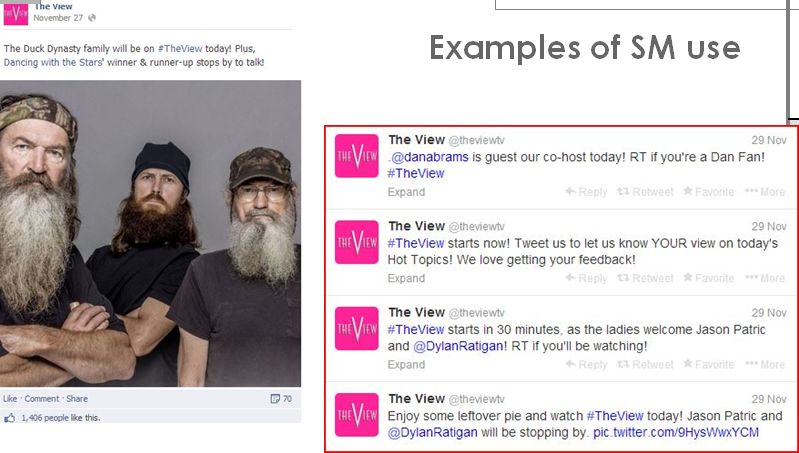 The View
November 27
The Duck Dynasty family will be on #TheView today! Plus,
Dancing with the Stars' winner & runner-up stops by to talk!
Like · Comment · Share
70
1,406 people like this.
Examples of SM use
THE VIEW
The View @theviewtv 29 Nov
.@danabrams is guest our co-host today! RT if you're a Dan Fan!
#TheView
Expand Reply Retweet Favorite More
THE VIEW
The View @theviewtv 29 Nov
#TheView starts now! Tweet us to let us know YOUR view on today's
Hot Topics! We love getting your feedback!
Expand Reply Retweet Favorite More
THE VIEW
The View @theviewtv 29 Nov
#TheView starts in 30 minutes, as the ladies welcome Jason Patric
and @DylanRatigan! RT if you'll be watching!
Expand Reply Retweet Favorite More
THE VIEW
The View @theviewtv 29 Nov
Enjoy some leftover pie and watch #TheView today! Jason Patric and
@DylanRatigan will be stopping by. pic.twitter.com/9HysWwxYCM